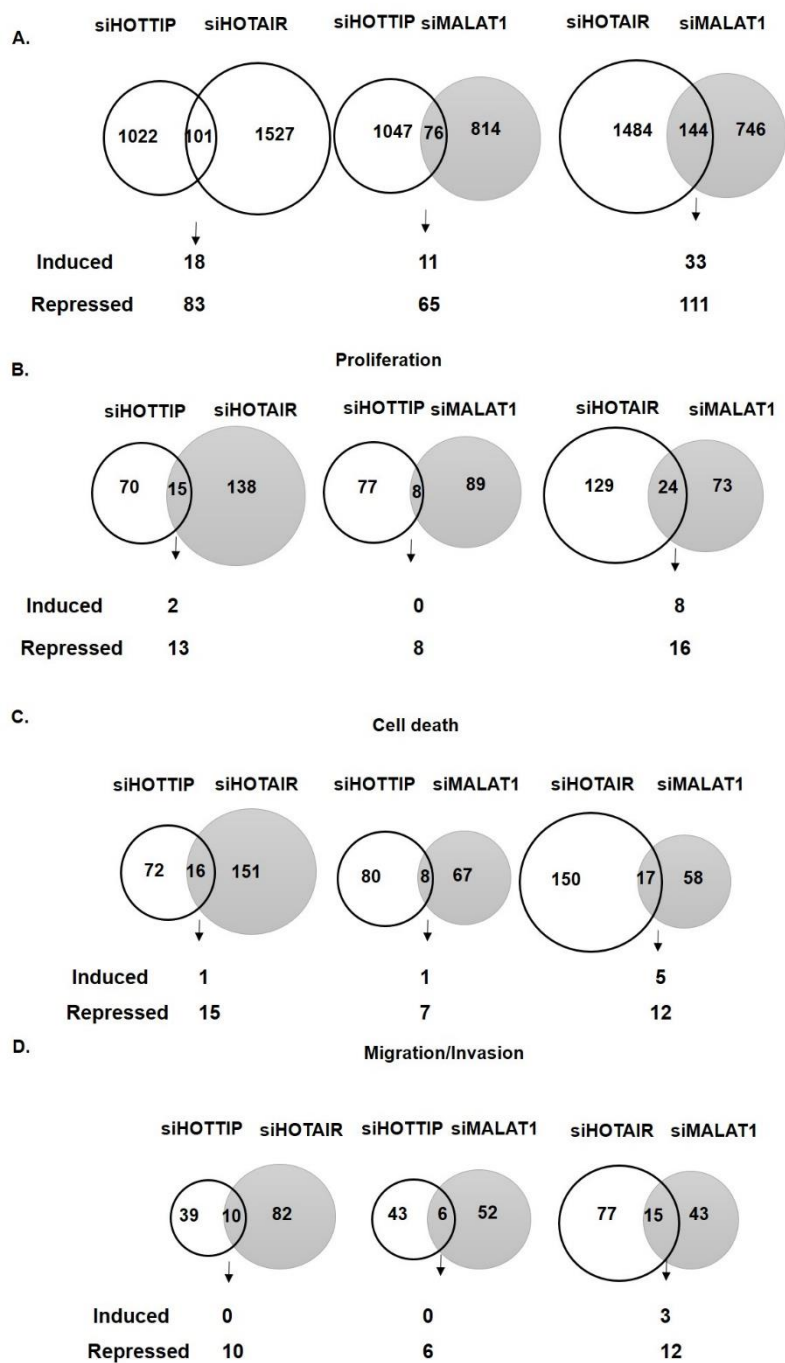 A.
siHOTTIP siHOTAIR siHOTTIP siMALAT1 siHOTAIR siMALAT1
1022 101 1527 1047 76 814 1484 144 746
Induced 18 11 33
Repressed 83 65 111
B. Proliferation
siHOTTIP siHOTAIR siHOTTIP siMALAT1 siHOTAIR siMALAT1
70 15 138 77 8 89 129 24 73
Induced 2 0 8
Repressed 13 8 16
C. Cell death
siHOTTIP siHOTAIR siHOTTIP siMALAT1 siHOTAIR siMALAT1
72 16 151 80 8 67 150 17 58
Induced 1 1 5
Repressed 15 7 12
D. Migration/Invasion
siHOTTIP siHOTAIR siHOTTIP siMALAT1 siHOTAIR siMALAT1
39 10 82 43 6 52 77 15 43
Induced 0 0 3
Repressed 10 6 12